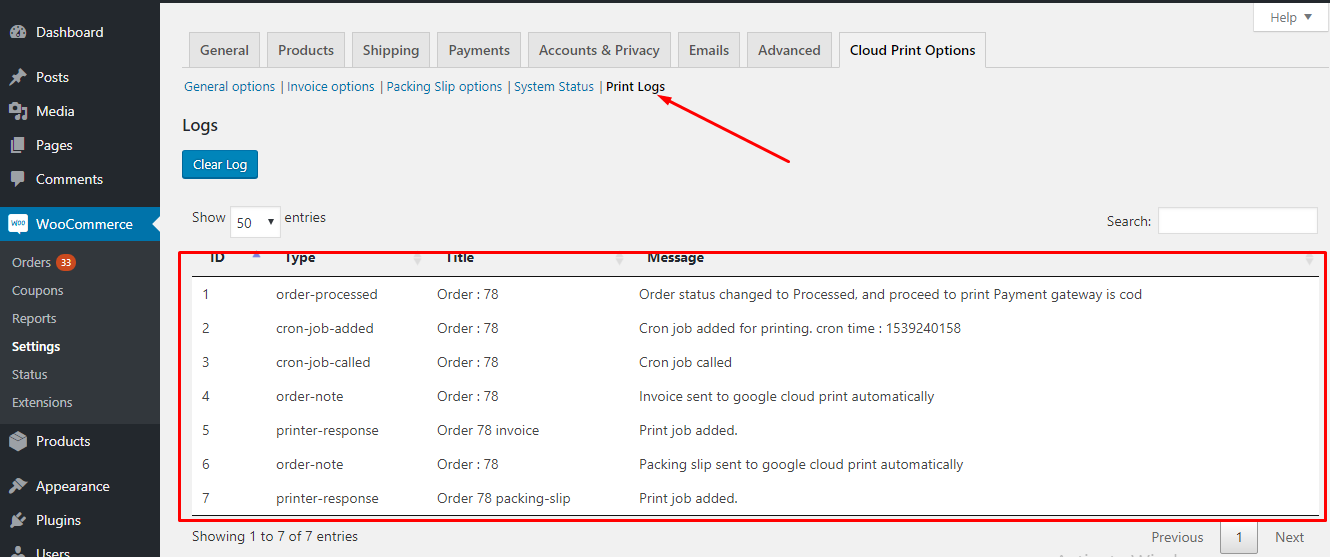 Help
Dashboard
Posts
Media
Pages
Comments
WOO WooCommerce
Orders 33
Coupons
Reports
Settings
Status
Extensions
Products
Appearance
Plugins
Users
General Products Shipping Payments Accounts & Privacy Emails Advanced Cloud Print Options
General options | Invoice options | Packing Slip options | System Status | Print Logs
Logs
Clear Log
Show 50 entries
Search:
ID Type Title Message
1 order-processed Order : 78 Order status changed to Processed, and proceed to print Payment gateway is cod
2 cron-job-added Order : 78 Cron job added for printing. cron time : 1539240158
3 cron-job-called Order : 78 Cron job called
4 order-note Order : 78 Invoice sent to google cloud print automatically
5 printer-response Order 78 invoice Print job added.
6 order-note Order : 78 Packing slip sent to google cloud print automatically
7 printer-response Order 78 packing-slip Print job added.
Showing 1 to 7 of 7 entries
Previous 1 Next